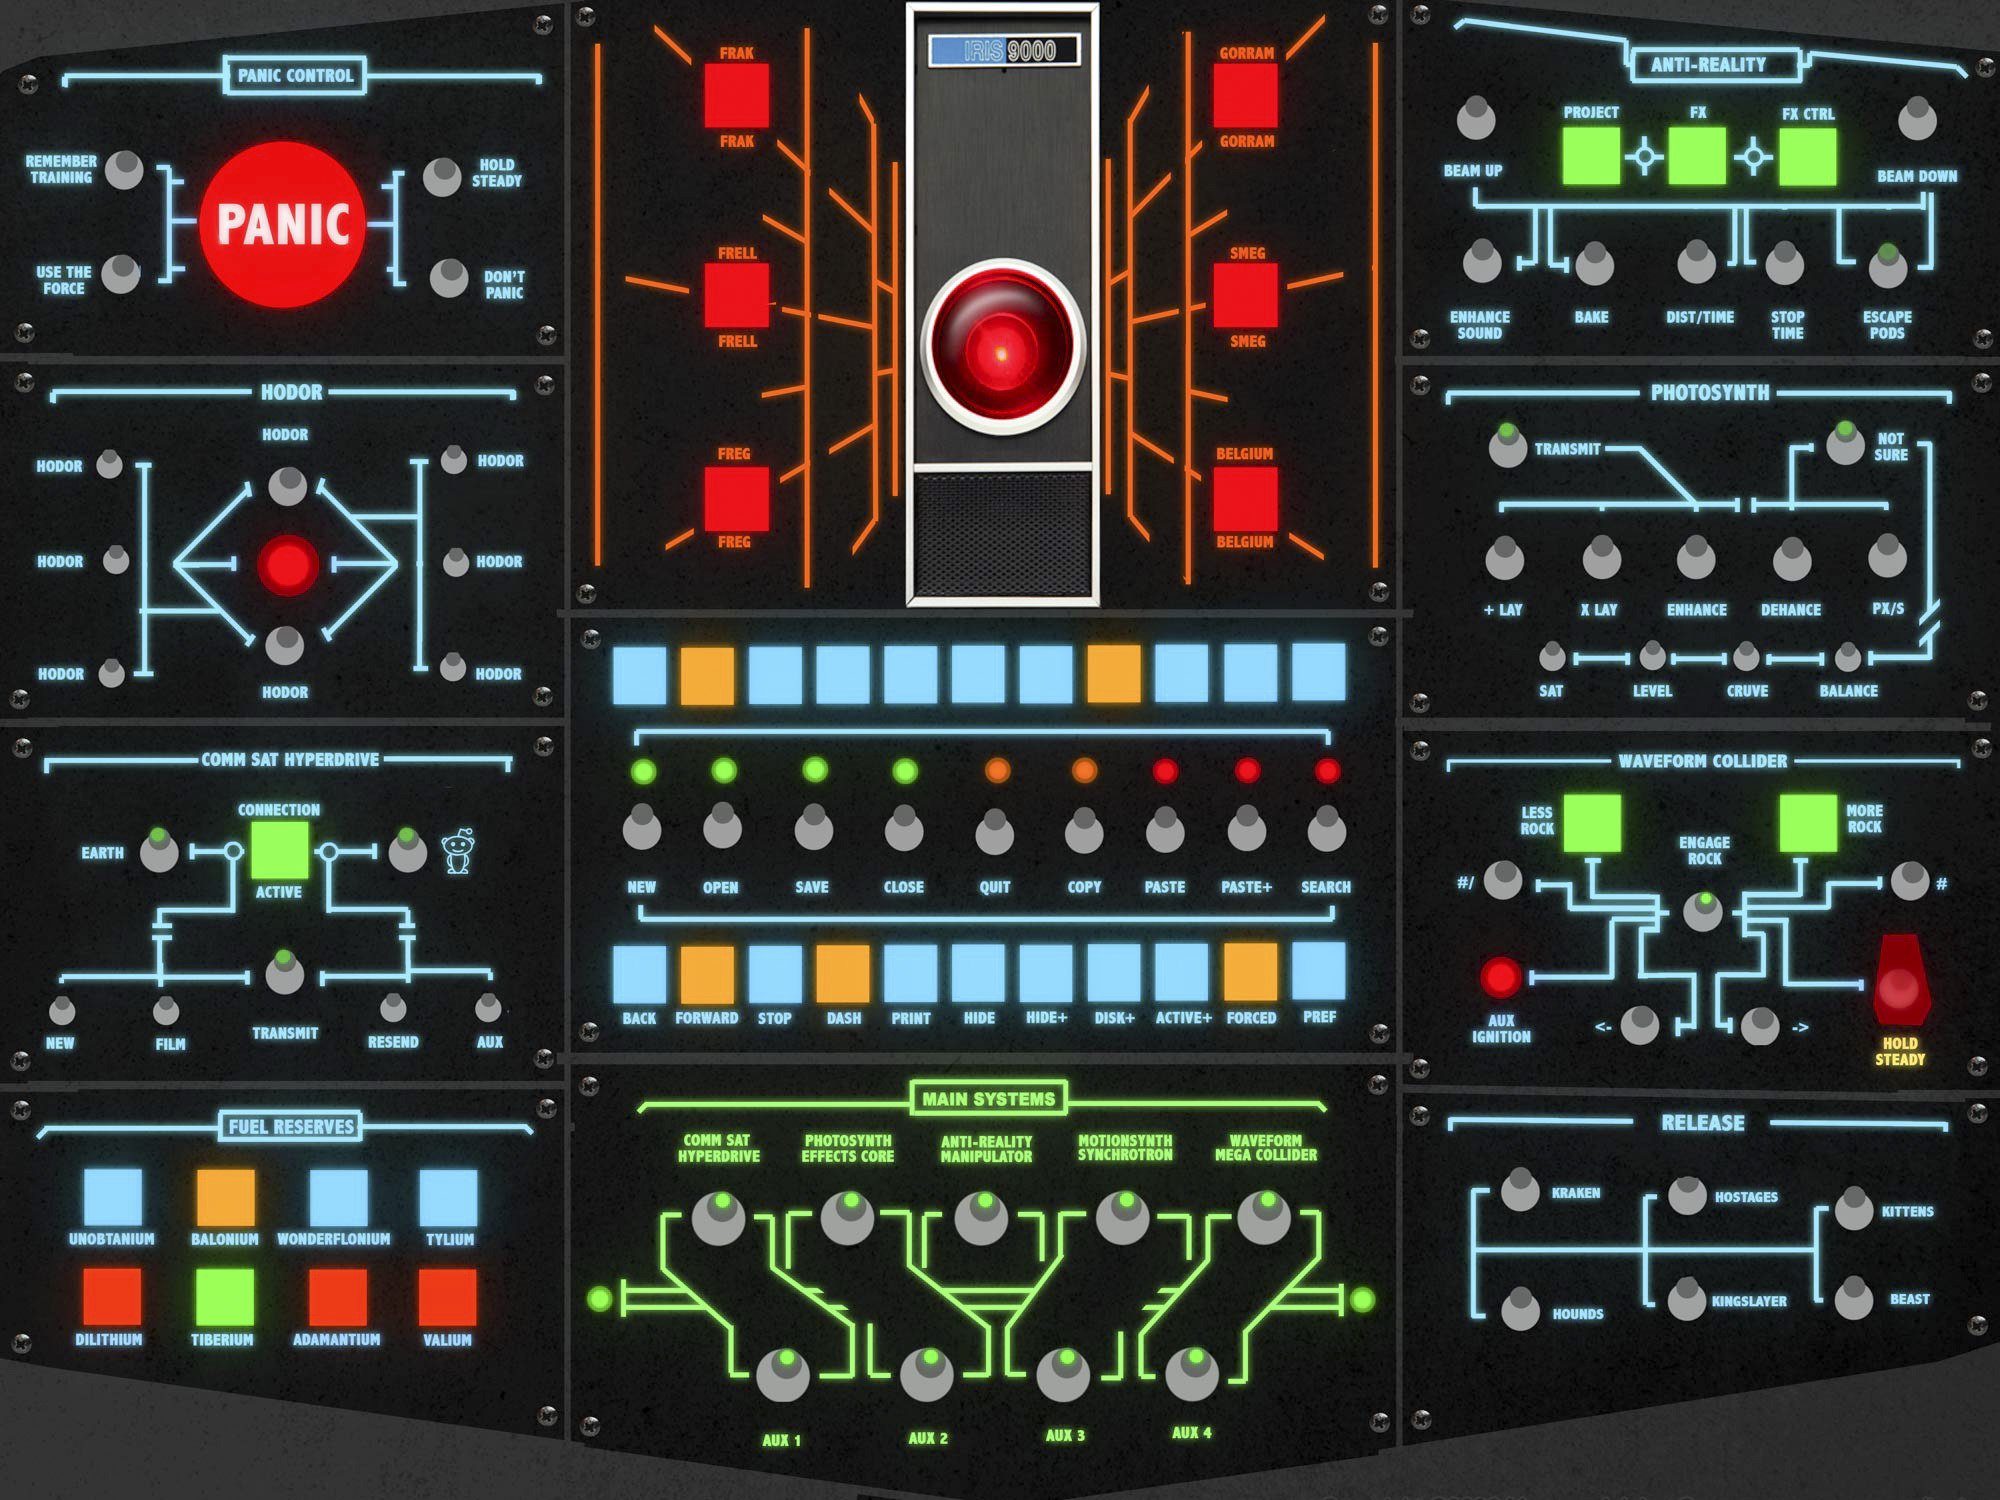 PANIC CONTROL
REMEMBER
TRAINING
HOLD
STEADY
PANIC
USE THE
FORCE
DON'T
PANIC
HODOR
HODOR
HODOR
HODOR
HODOR
HODOR
HODOR
HODOR
HODOR
COMM SAT HYPERDRIVE
CONNECTION
EARTH
ACTIVE
NEW
FILM
TRANSMIT
RESEND
AUX
FUEL RESERVES
UNOBTANIUM
BALONIUM
WONDERFLONIUM
TYLIUM
DILITHIUM
TIBERIUM
ADAMANTIUM
VALIUM
FRAK
FRAK
FRELL
FRELL
FREG
FREG
IRIS 9000
GORRAM
GORRAM
SMEG
SMEG
BELGIUM
BELGIUM
NEW
OPEN
SAVE
CLOSE
QUIT
COPY
PASTE
PASTE+
SEARCH
BACK
FORWARD
STOP
DASH
PRINT
HIDE
HIDE+
DISK+
ACTIVE+
FORCED
PREF
MAIN SYSTEMS
COMM SAT
HYPERDRIVE
PHOTOSYNTH
EFFECTS CORE
ANTI-REALITY
MANIPULATOR
MOTIONSYNTH
SYNCHROTRON
WAVEFORM
MEGA COLLIDER
AUX 1
AUX 2
AUX 3
AUX 4
ANTI-REALITY
PROJECT
FX
FX CTRL
BEAM UP
BEAM DOWN
ENHANCE
SOUND
BAKE
DIST/TIME
STOP
TIME
ESCAPE
PODS
PHOTOSYNTH
TRANSMIT
NOT
SURE
+ LAY
X LAY
ENHANCE
DEHANCE
PX/S
SAT
LEVEL
CRUVE
BALANCE
WAVEFORM COLLIDER
LESS
ROCK
MORE
ROCK
ENGAGE
ROCK
#/
#
AUX
IGNITION
<-
->
HOLD
STEADY
RELEASE
KRAKEN
HOSTAGES
KITTENS
HOUNDS
KINGSLAYER
BEAST